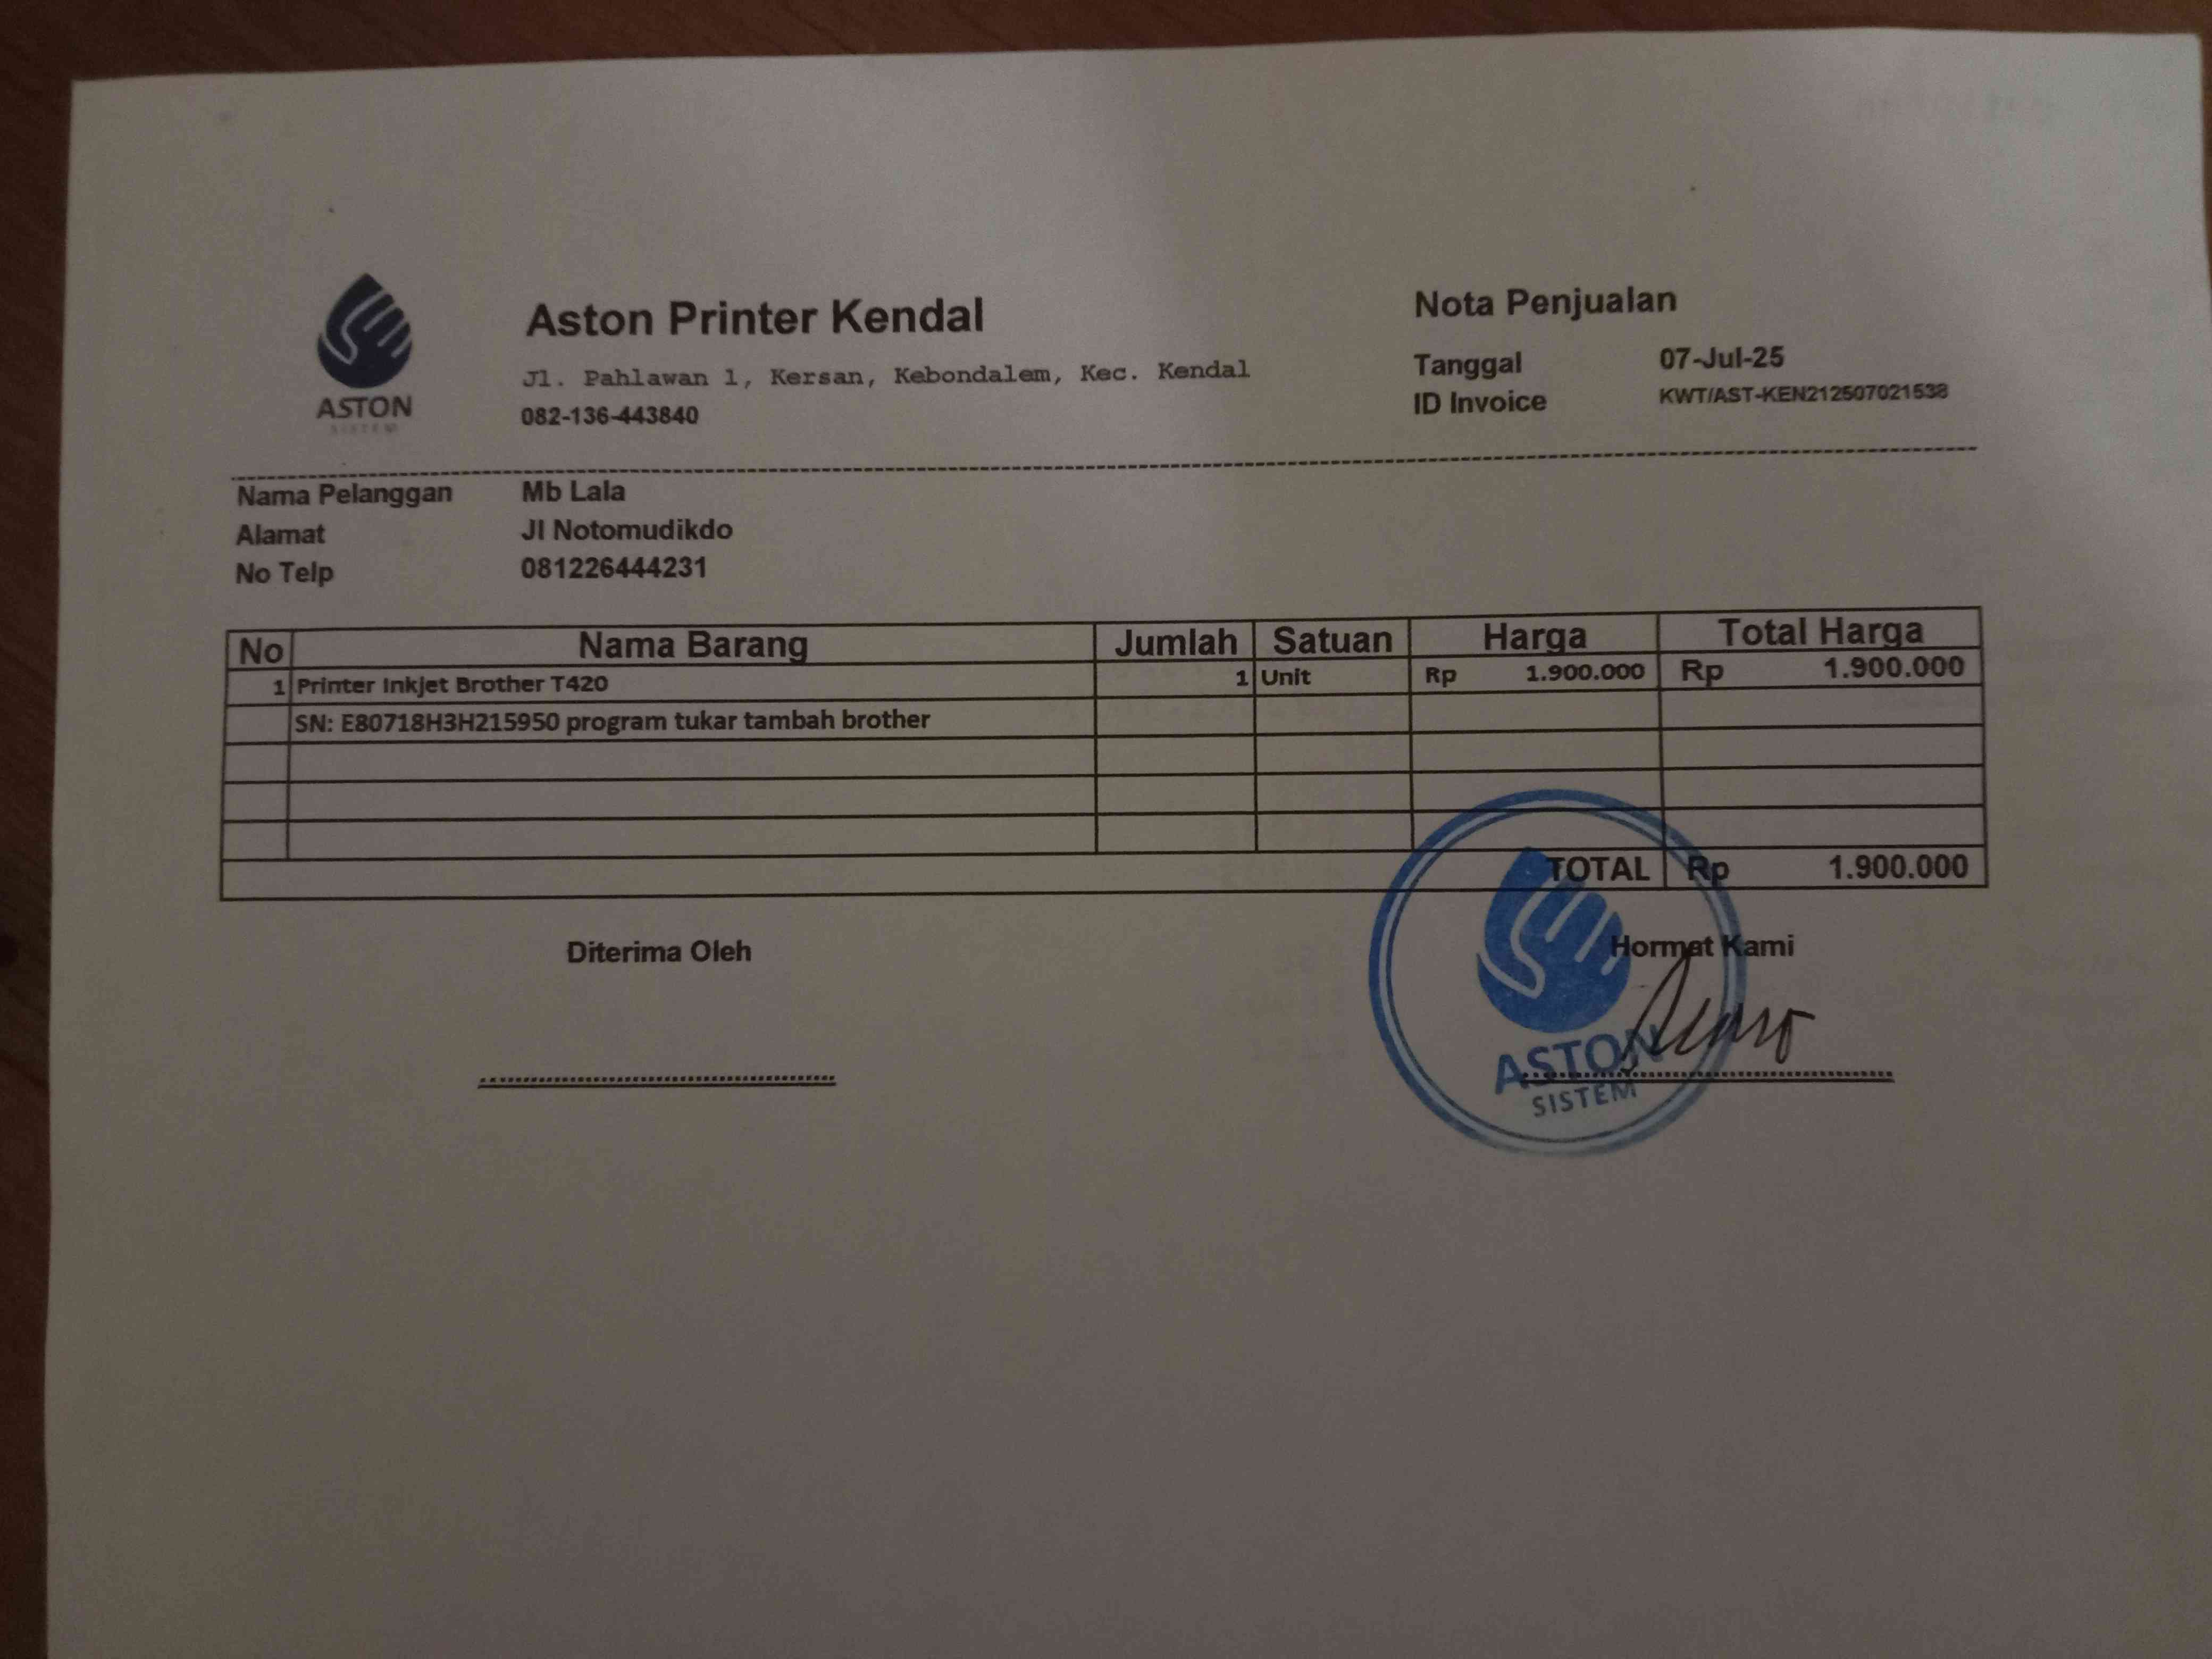 ASTON
SISTEM
Aston Printer Kendal
Jl. Pahlawan 1, Kersan, Kebondalem, Kec. Kendal
082-136-443840
Nota Penjualan
Tanggal 07-Jul-25
ID Invoice KWT/AST-KEN212507021538
Nama Pelanggan Mb Lala
Alamat Jl Notomudikdo
No Telp 081226444231
No Nama Barang Jumlah Satuan Harga Total Harga
1 Printer Inkjet Brother T420 1 Unit Rp 1.900.000 Rp 1.900.000
SN: E80718H3H215950 program tukar tambah brother
TOTAL Rp 1.900.000
Diterima Oleh Hormat Kami
ASTON
SISTEM